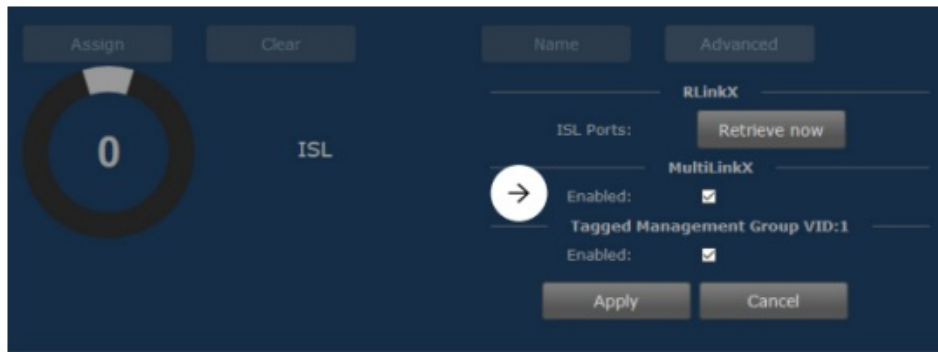 Assign Clear Name Advanced
RLinkX
ISL Ports: Retrieve now
0 ISL
MultiLinkX
Enabled:
Tagged Management Group VID:1
Enabled:
Apply Cancel